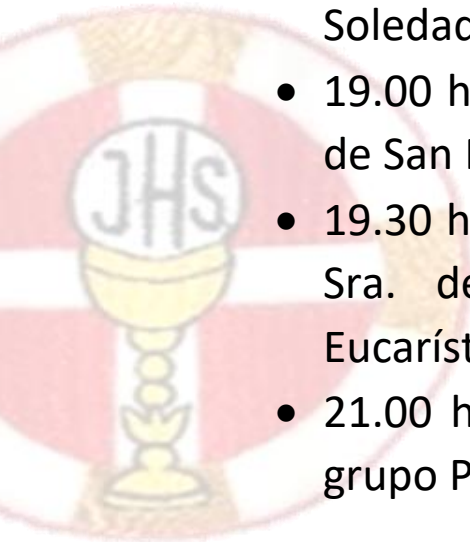 Soledad
• 19.00 h
de San
• 19.30 h
Sra. de
Eucaríst
• 21.00 h
grupo P
JHS